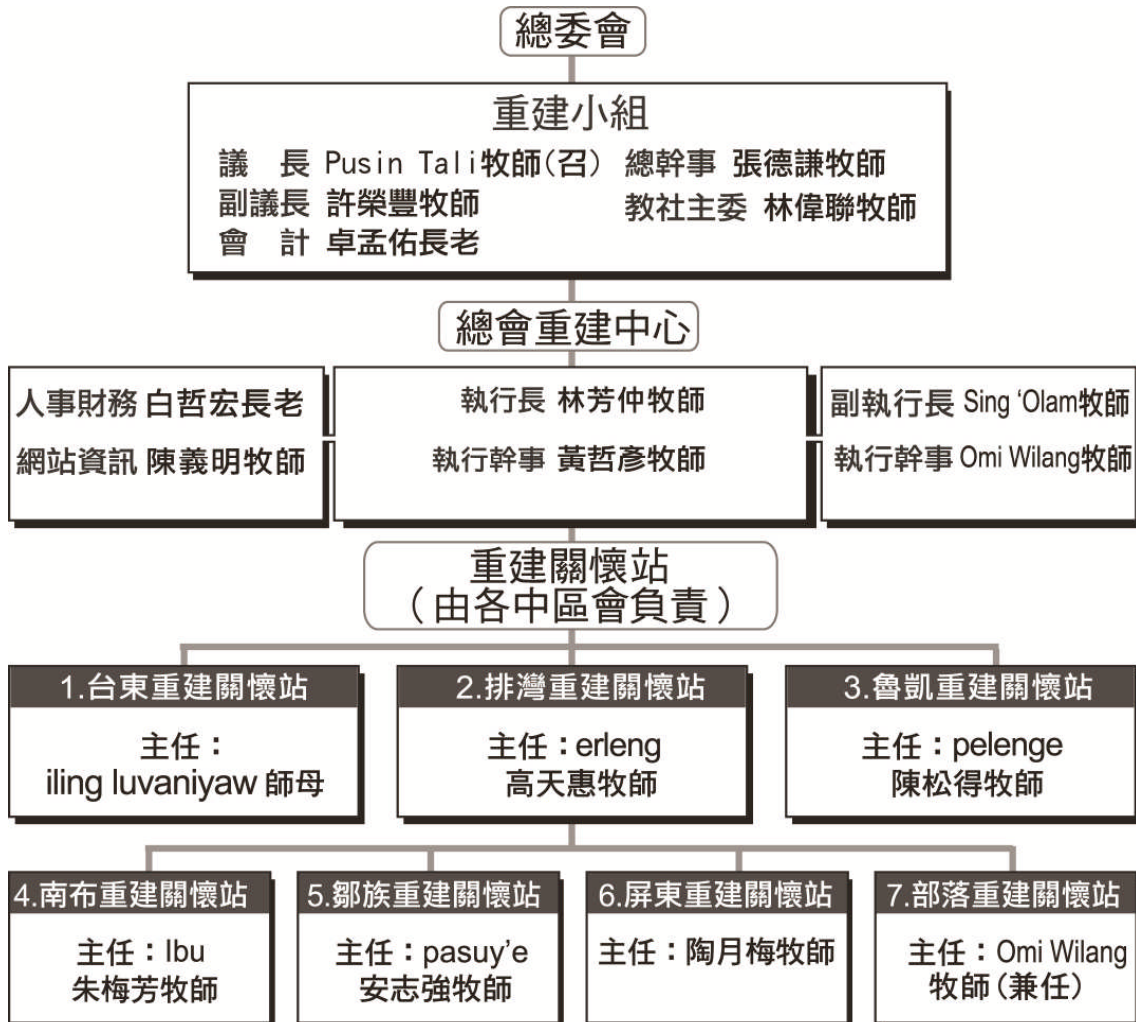 總委會
重建小組
議　長 Pusin Tali牧師(召) 總幹事 張德謙牧師
副議長 許榮豐牧師 教社主委 林偉聯牧師
會　計 卓孟佑長老
總會重建中心
人事財務 白哲宏長老
網站資訊 陳義明牧師
執行長 林芳仲牧師
執行幹事 黃哲彥牧師
副執行長 Sing ‘Olam牧師
執行幹事 Omi Wilang牧師
重建關懷站
（由各中區會負責）
1.台東重建關懷站
主任：
iling luvaniyaw 師母
2.排灣重建關懷站
主任：erleng
高天惠牧師
3.魯凱重建關懷站
主任：pelenge
陳松得牧師
4.南布重建關懷站
主任：Ibu
朱梅芳牧師
5.鄒族重建關懷站
主任：pasuy’e
安志強牧師
6.屏東重建關懷站
主任：陶月梅牧師
7.部落重建關懷站
主任：Omi Wilang
牧師（兼任）